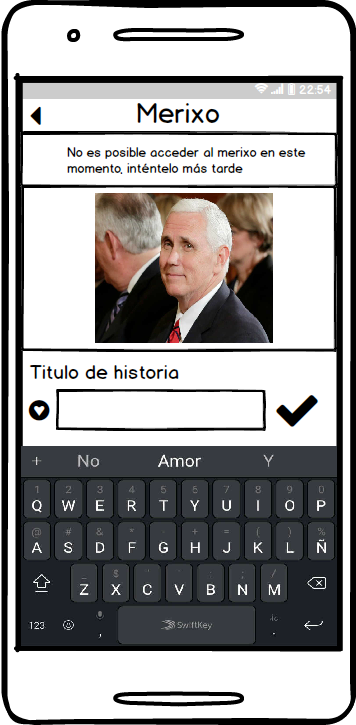 22:54
Merixo
No es posible acceder al merixo en este
momento, inténtelo más tarde
Titulo de historia
+ No Amor Y
1 2 3 4 5 6 7 8 9 0
Q W E R T Y U I O P
@ # & * - + = ( ) %
A S D F G H J K L Ñ
Z X C V B N M
123 , SwiftKey .